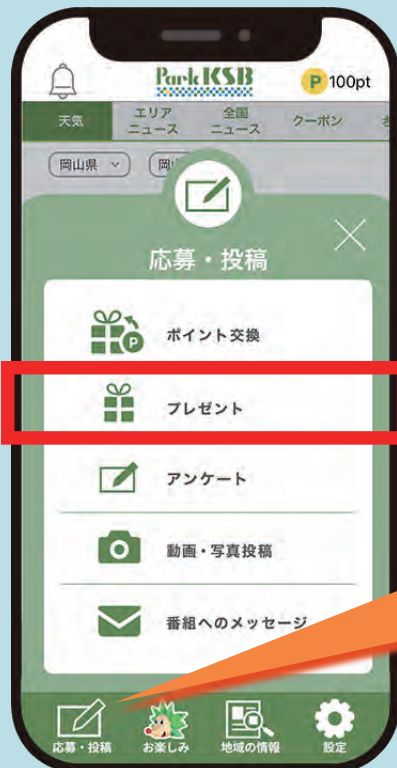 Park KSB
P 100pt
天気
エリア
ニュース
全国
ニュース
クーポン
岡山県
応募・投稿
P
ポイント交換
プレゼント
アンケート
動画・写真投稿
番組へのメッセージ
応募・投稿
お楽しみ
地域の情報
設定